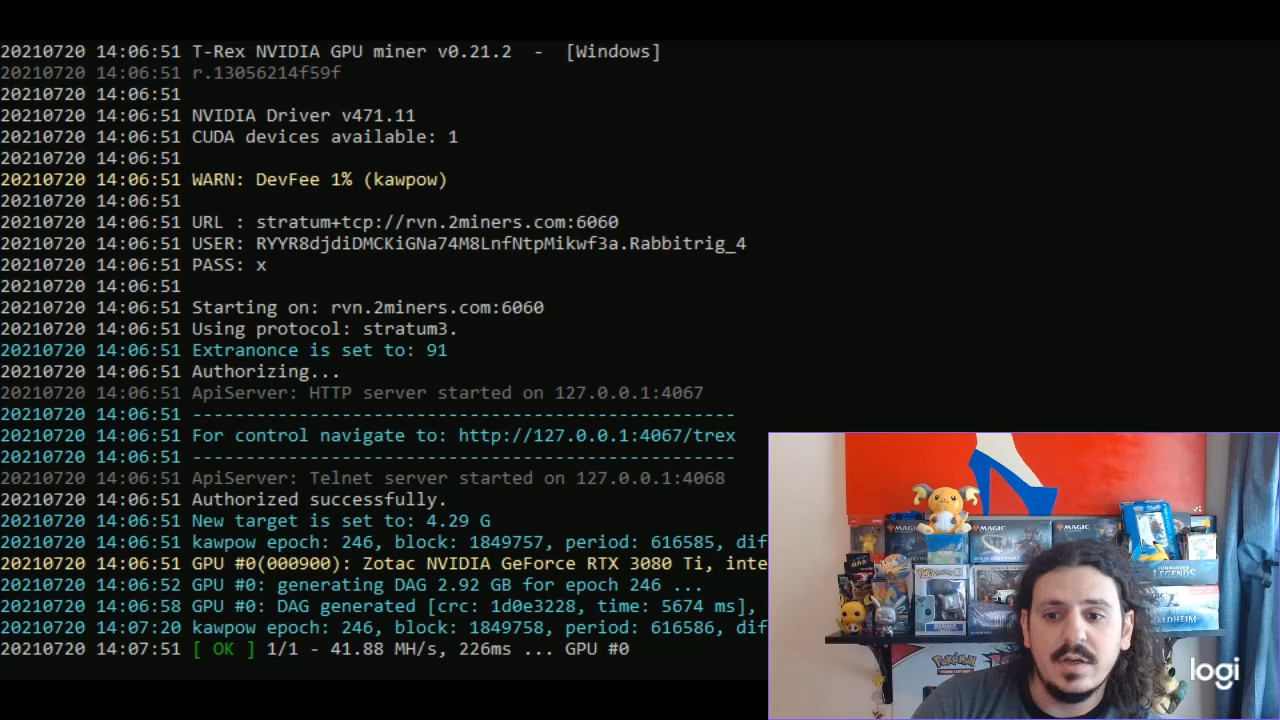 20210720 14:06:51 T-Rex NVIDIA GPU miner v0.21.2  -  [Windows]
20210720 14:06:51 r.13056214f59f
20210720 14:06:51
20210720 14:06:51 NVIDIA Driver v471.11
20210720 14:06:51 CUDA devices available: 1
20210720 14:06:51
20210720 14:06:51 WARN: DevFee 1% (kawpow)
20210720 14:06:51
20210720 14:06:51 URL : stratum+tcp://rvn.2miners.com:6060
20210720 14:06:51 USER: RYYR8djdiDMCKiGNa74M8LnfNtpMikwf3a.Rabbitrig_4
20210720 14:06:51 PASS: x
20210720 14:06:51
20210720 14:06:51 Starting on: rvn.2miners.com:6060
20210720 14:06:51 Using protocol: stratum3.
20210720 14:06:51 Extranonce is set to: 91
20210720 14:06:51 Authorizing...
20210720 14:06:51 ApiServer: HTTP server started on 127.0.0.1:4067
20210720 14:06:51 ---------------------------------------------------
20210720 14:06:51 For control navigate to: http://127.0.0.1:4067/trex
20210720 14:06:51 ---------------------------------------------------
20210720 14:06:51 ApiServer: Telnet server started on 127.0.0.1:4068
20210720 14:06:51 Authorized successfully.
20210720 14:06:51 New target is set to: 4.29 G
20210720 14:06:51 kawpow epoch: 246, block: 1849757, period: 616585, dif
20210720 14:06:51 GPU #0(000900): Zotac NVIDIA GeForce RTX 3080 Ti, inte
20210720 14:06:52 GPU #0: generating DAG 2.92 GB for epoch 246 ...
20210720 14:06:58 GPU #0: DAG generated [crc: 1d0e3228, time: 5674 ms],
20210720 14:07:20 kawpow epoch: 246, block: 1849758, period: 616586, dif
20210720 14:07:51 [ OK ] 1/1 - 41.88 MH/s, 226ms ... GPU #0
MAGIC
MAGIC
MAGIC
COMMANDER
LEGENDS
KALDHEIM
POKéMON
logi